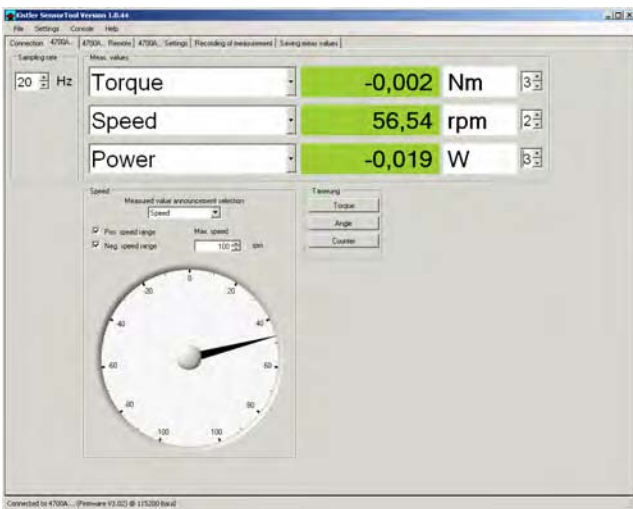 Kistler SensorTool Version 1.0.44
File Settings Console Help
Connection 4700A... 4700A... Remote 4700A... Settings Recording of measurement Saving meas values
Sampling rate
20 Hz
Meas. values
Torque -0,002 Nm 3
Speed 56,54 rpm 2
Power -0,019 W 3
Speed
Measured value announcement selection
Speed
Pos. speed range
Max. speed
Neg. speed range
100 rpm
Tamrung
Torque
Angle
Counter
0
-20 20
-40 40
-60 60
-80 80
-100 100
Connected to 4700A... (Firmware V3.02) @ 115200 Baud